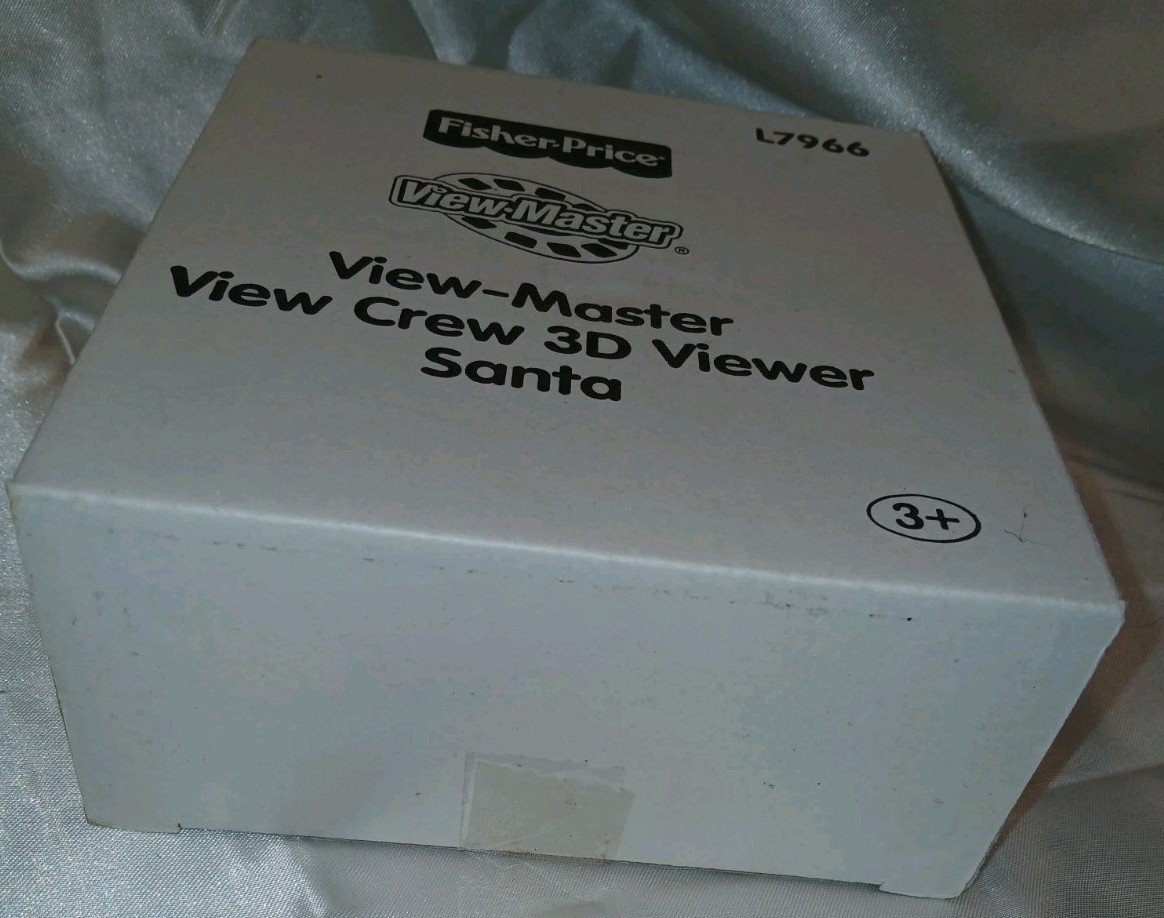 Fisher-Price
L7966
View-Master®
View-Master
View Crew 3D Viewer
Santa
3+